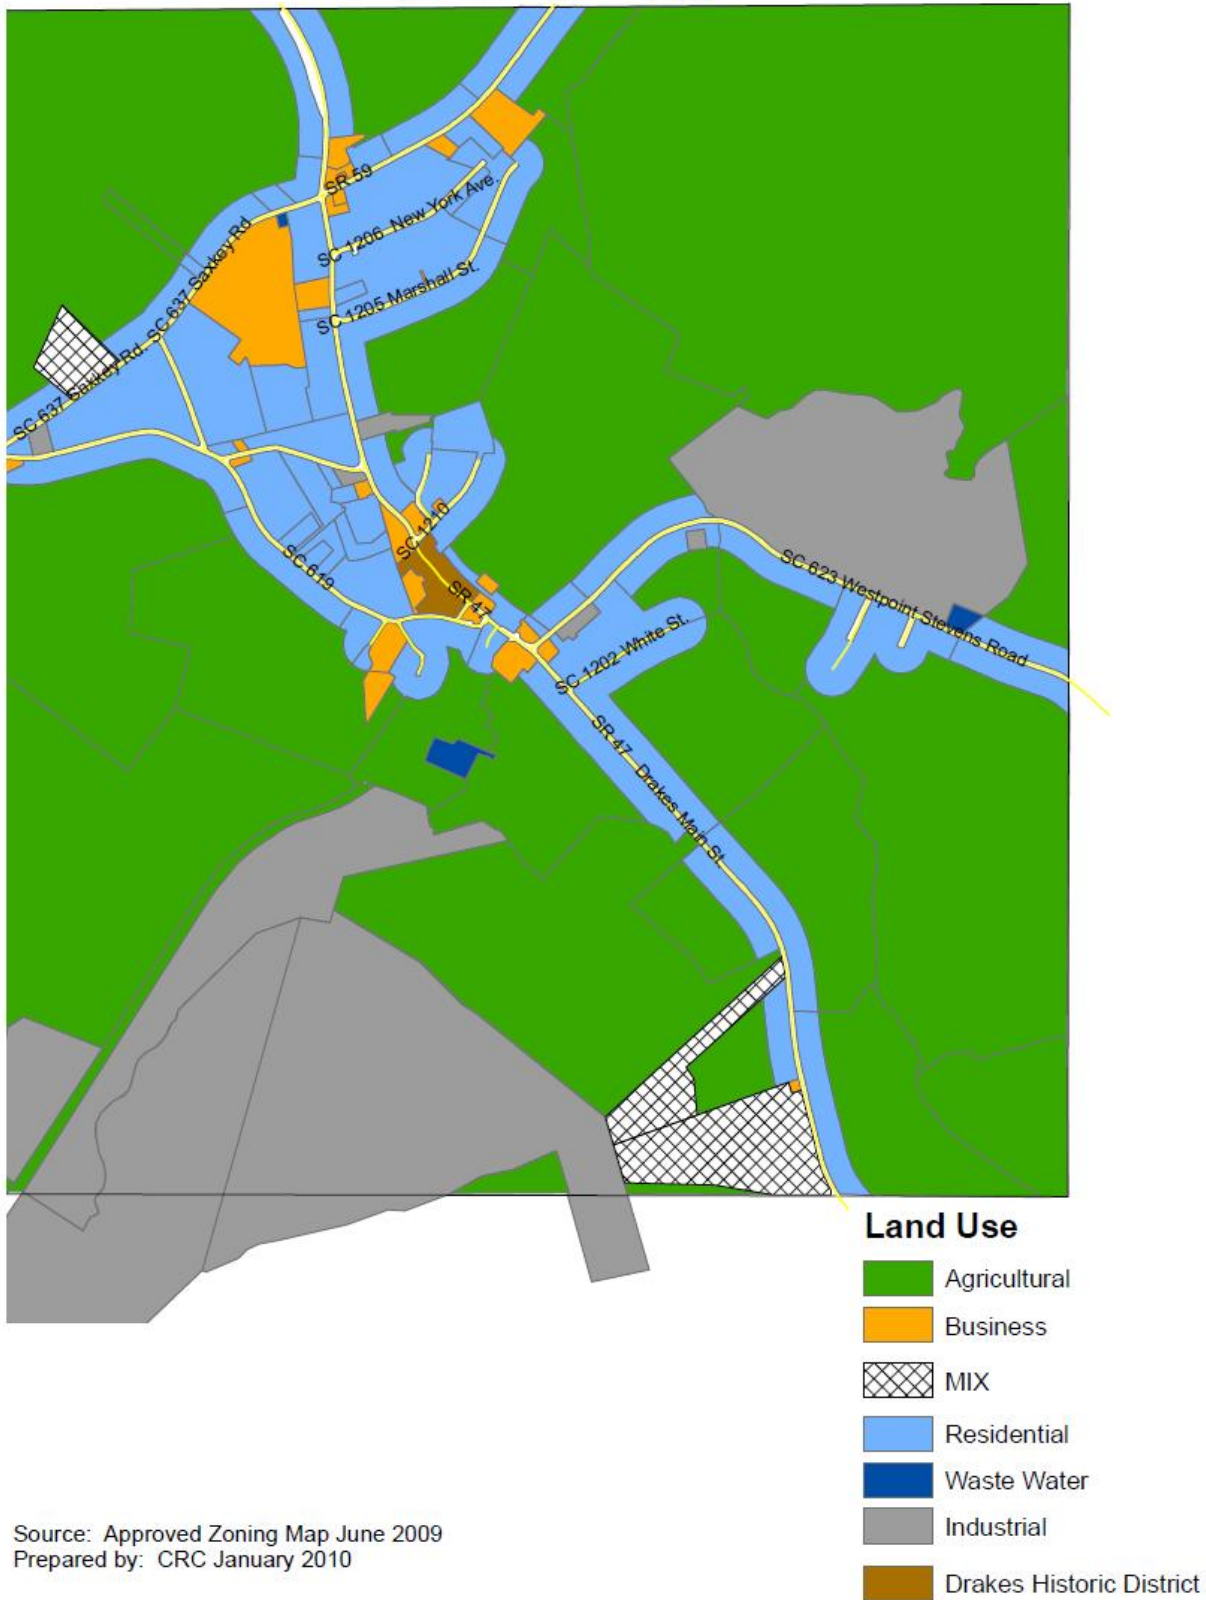 SR 59
SC 1206  New York Ave.
SC 637 Saxkey Rd
SC 1205 Marshall St.
SC 637 Saxkey Rd.
SC 1210
SC 623 Westpoint Stevens Road
SC 619
SR 47
SC 1202 White St.
SR 47  Drakes Main St.
Land Use
Agricultural
Business
MIX
Residential
Waste Water
Industrial
Drakes Historic District
Source:  Approved Zoning Map June 2009
Prepared by:  CRC January 2010